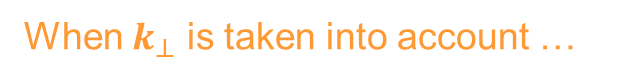 When k⊥ is taken into account …